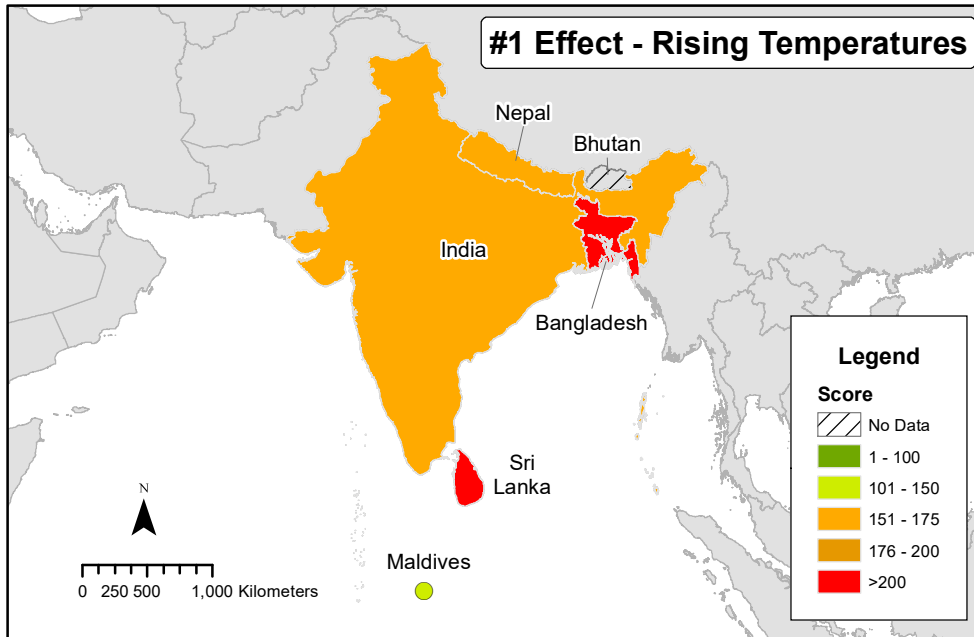 #1 Effect - Rising Temperatures
Nepal
Bhutan
India
Bangladesh
Sri
Lanka
Maldives
N
0 250 500 1,000 Kilometers
Legend
Score
No Data
1 - 100
101 - 150
151 - 175
176 - 200
>200